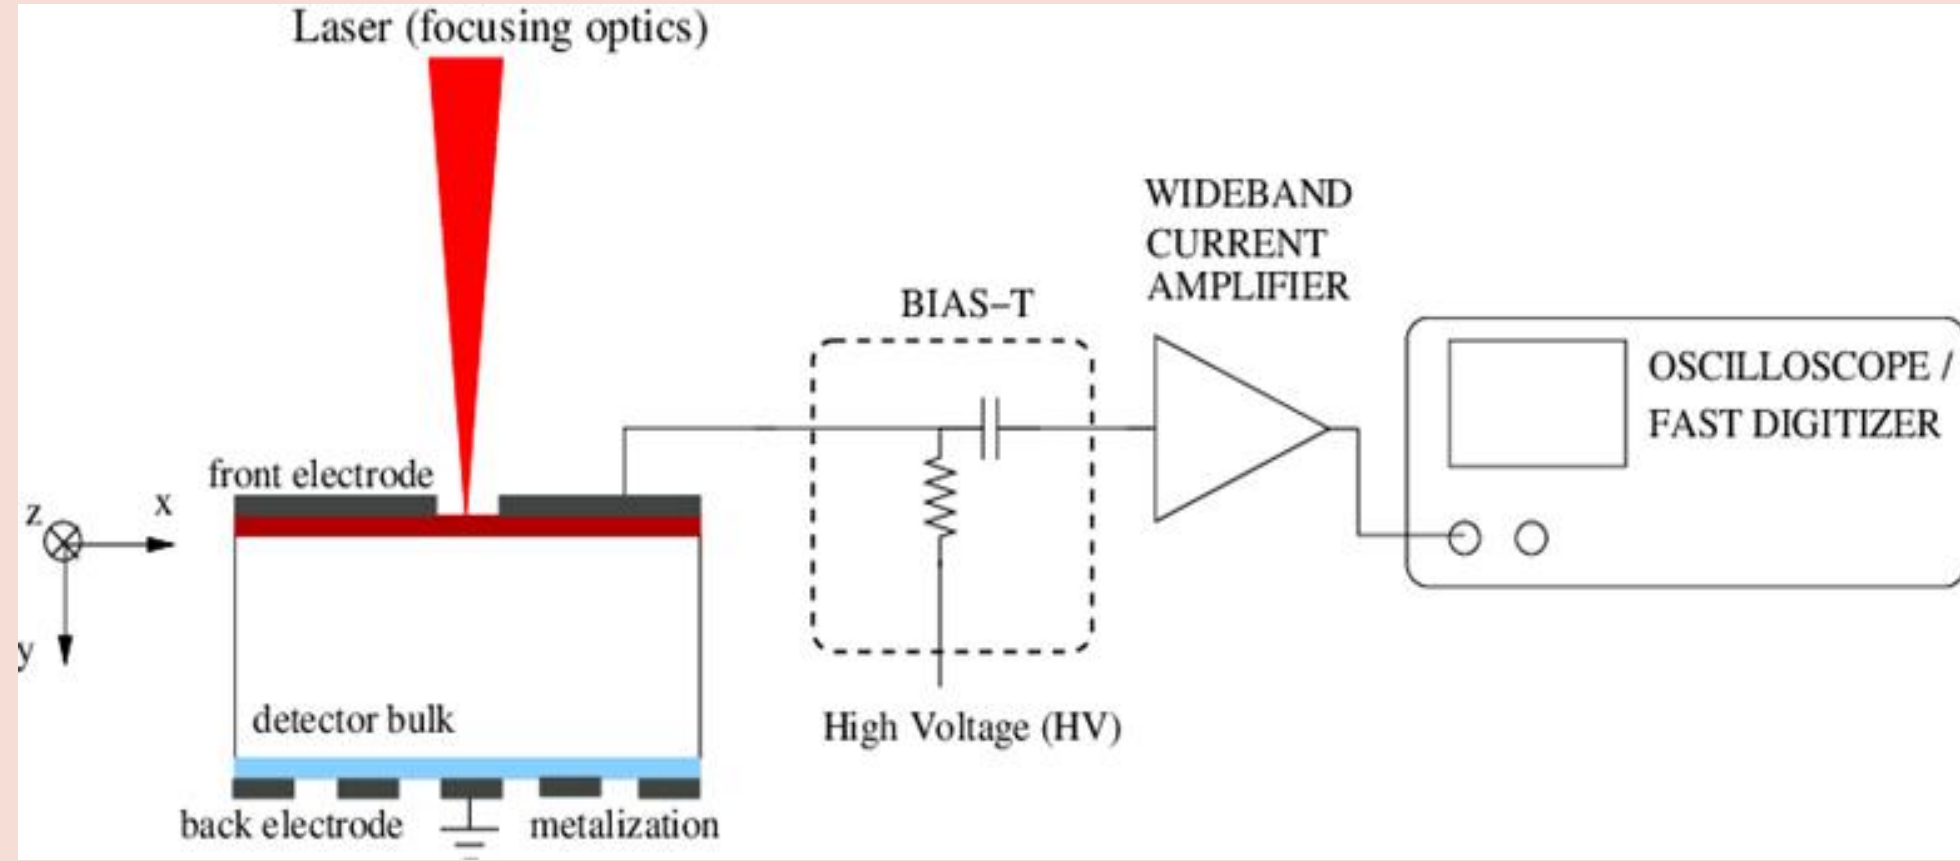 Laser (focusing optics)
WIDEBAND
CURRENT
AMPLIFIER
BIAS–T
OSCILLOSCOPE /
FAST DIGITIZER
front electrode
z
x
y
detector bulk
High Voltage (HV)
back electrode
metalization